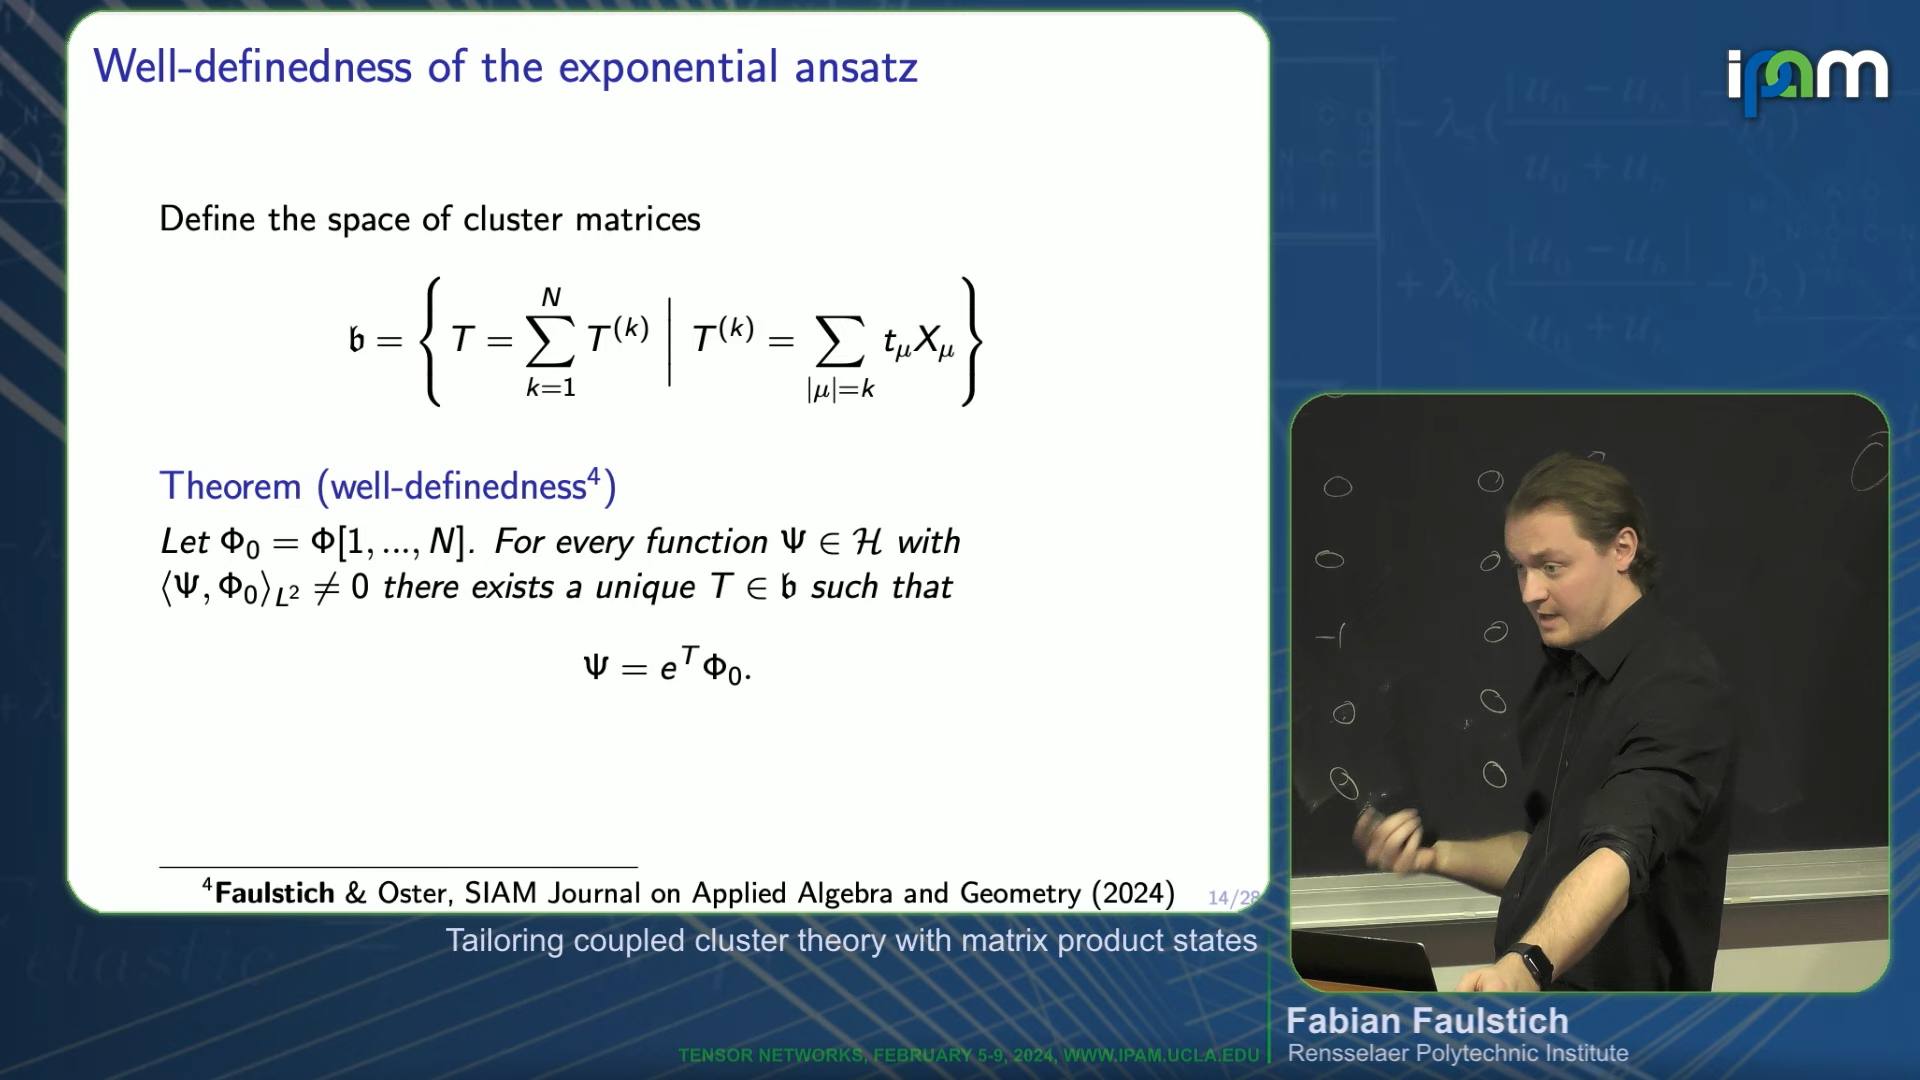 Well-definedness of the exponential ansatz
ipam
Define the space of cluster matrices
𝔟 = { T = ∑_{k=1}^{N} T^{(k)} | T^{(k)} = ∑_{|μ|=k} t_μ X_μ }
Theorem (well-definedness⁴)
Let Φ₀ = Φ[1, ..., N]. For every function Ψ ∈ ℋ with
⟨Ψ, Φ₀⟩_{L²} ≠ 0 there exists a unique T ∈ 𝔟 such that
Ψ = e^T Φ₀.
⁴Faulstich & Oster, SIAM Journal on Applied Algebra and Geometry (2024)
14/28
Tailoring coupled cluster theory with matrix product states
Fabian Faulstich
Rensselaer Polytechnic Institute
TENSOR NETWORKS, FEBRUARY 5-9, 2024, WWW.IPAM.UCLA.EDU